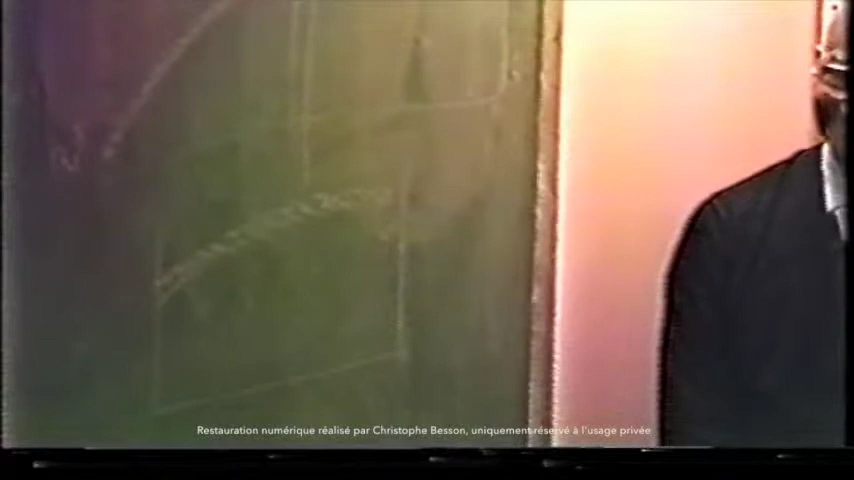 Restauration numérique réalisé par Christophe Besson, uniquement réservé à l'usage privée